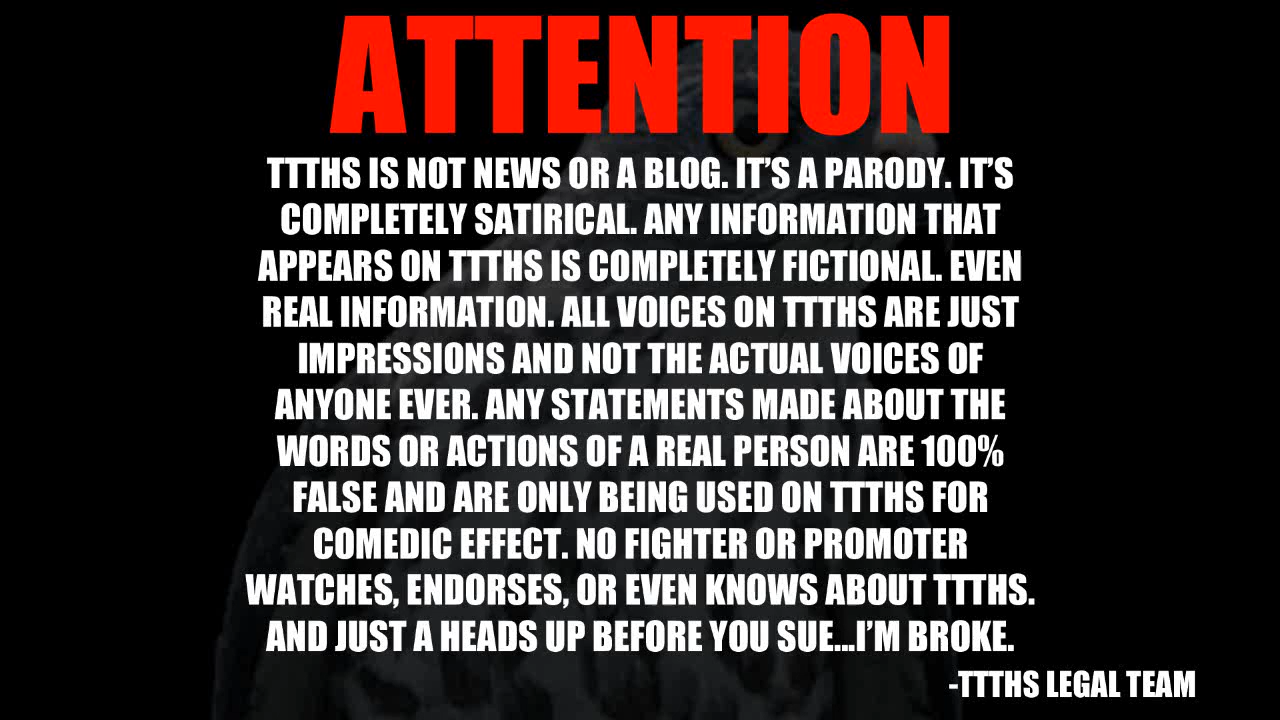 ATTENTION
TTTHS IS NOT NEWS OR A BLOG. IT'S A PARODY. IT'S
COMPLETELY SATIRICAL. ANY INFORMATION THAT
APPEARS ON TTTHS IS COMPLETELY FICTIONAL. EVEN
REAL INFORMATION. ALL VOICES ON TTTHS ARE JUST
IMPRESSIONS AND NOT THE ACTUAL VOICES OF
ANYONE EVER. ANY STATEMENTS MADE ABOUT THE
WORDS OR ACTIONS OF A REAL PERSON ARE 100%
FALSE AND ARE ONLY BEING USED ON TTTHS FOR
COMEDIC EFFECT. NO FIGHTER OR PROMOTER
WATCHES, ENDORSES, OR EVEN KNOWS ABOUT TTTHS.
AND JUST A HEADS UP BEFORE YOU SUE...I'M BROKE.
-TTTHS LEGAL TEAM